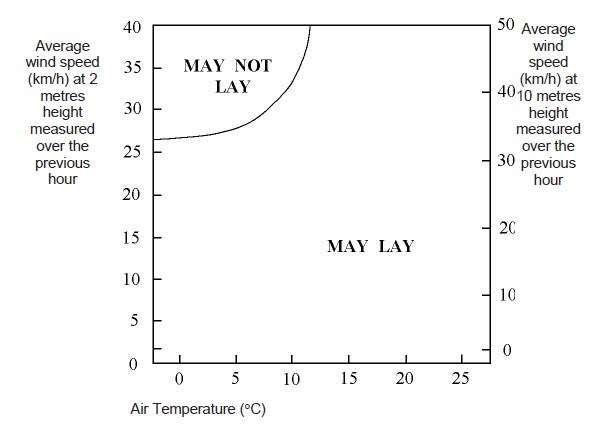 Average
wind speed
(km/h) at 2
metres
height
measured
over the
previous
hour
40
35
30
25
20
15
10
5
0
MAY NOT
LAY
MAY LAY
50
40
30
20
10
0
Average
wind
speed
(km/h) at
10 metres
height
measured
over the
previous
hour
0 5 10 15 20 25
Air Temperature (°C)